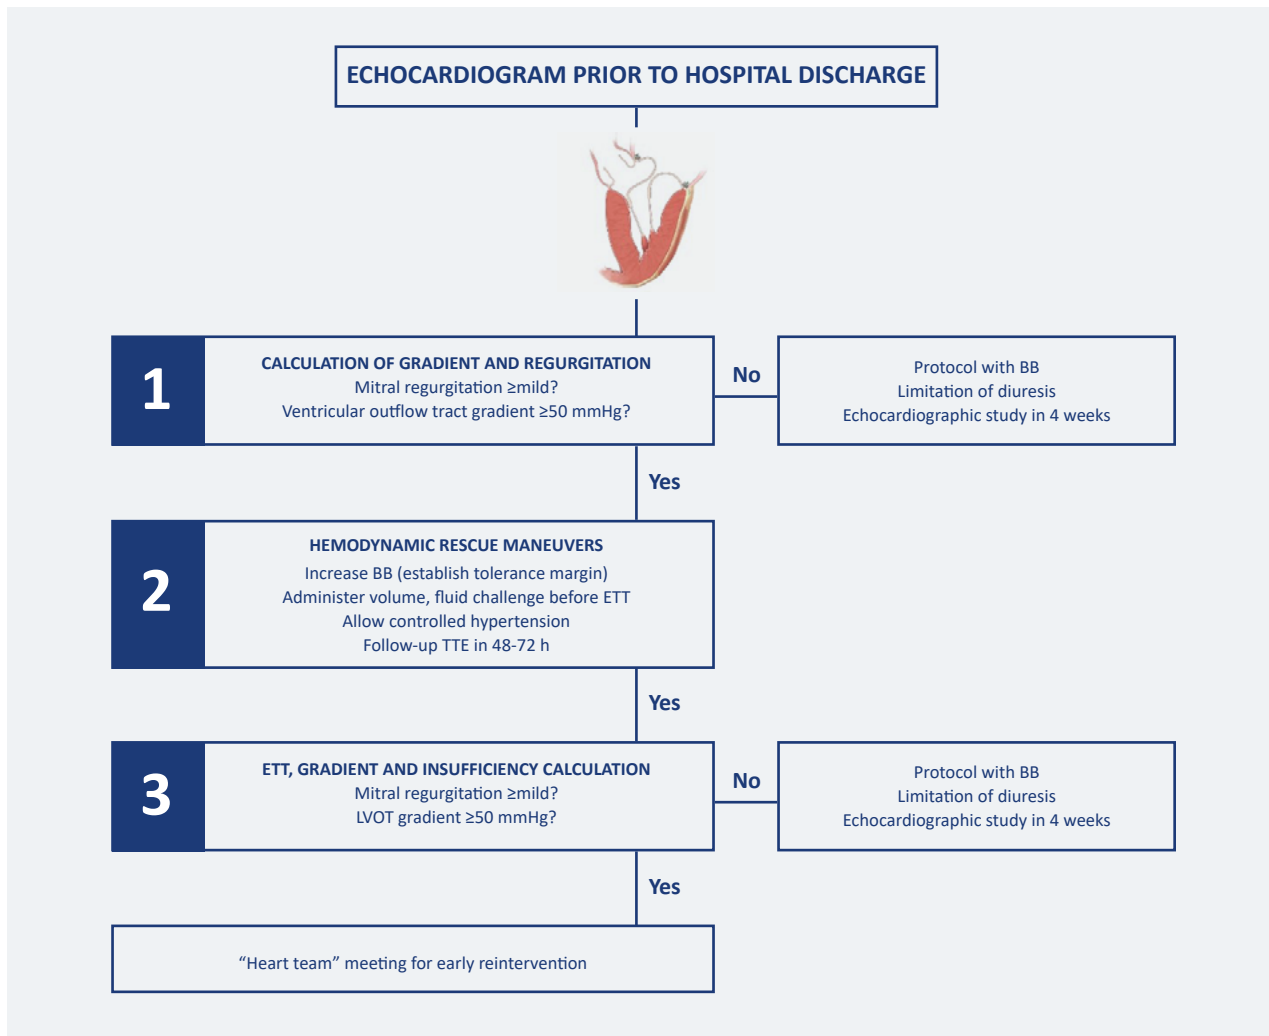 ECHOCARDIOGRAM PRIOR TO HOSPITAL DISCHARGE
1
CALCULATION OF GRADIENT AND REGURGITATION
Mitral regurgitation ≥mild?
Ventricular outflow tract gradient ≥50 mmHg?
No
Protocol with BB
Limitation of diuresis
Echocardiographic study in 4 weeks
Yes
2
HEMODYNAMIC RESCUE MANEUVERS
Increase BB (establish tolerance margin)
Administer volume, fluid challenge before ETT
Allow controlled hypertension
Follow-up TTE in 48-72 h
Yes
3
ETT, GRADIENT AND INSUFFICIENCY CALCULATION
Mitral regurgitation ≥mild?
LVOT gradient ≥50 mmHg?
No
Protocol with BB
Limitation of diuresis
Echocardiographic study in 4 weeks
Yes
“Heart team” meeting for early reintervention